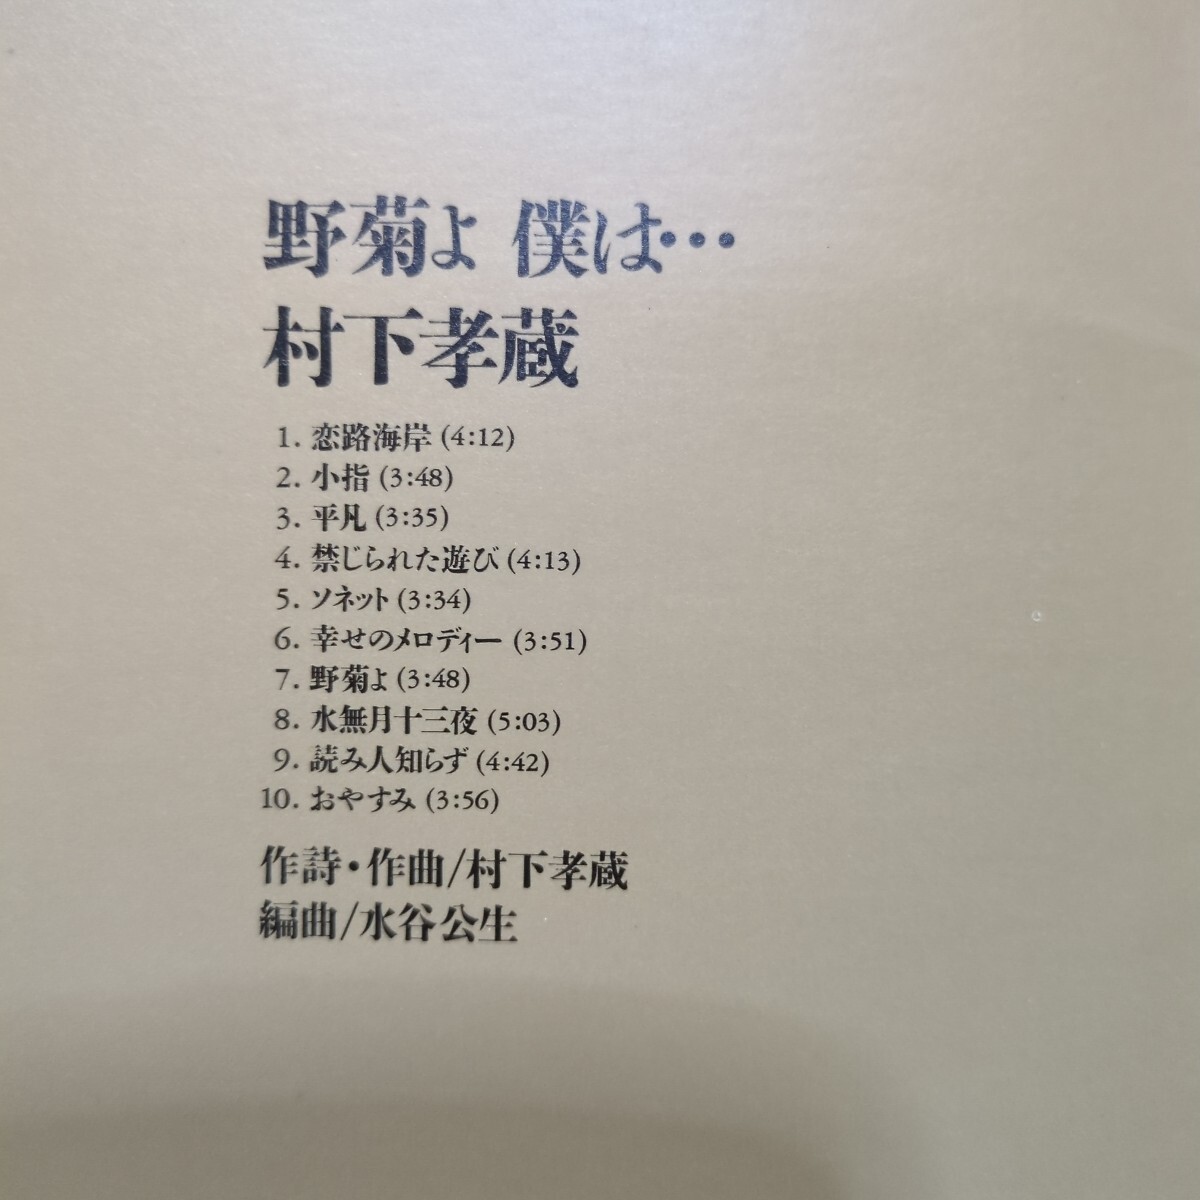 野菊よ 僕は…
村下孝蔵
1. 恋路海岸 (4:12)
2. 小指 (3:48)
3. 平凡 (3:35)
4. 禁じられた遊び (4:13)
5. ソネット (3:34)
6. 幸せのメロディー (3:51)
7. 野菊よ (3:48)
8. 水無月十三夜 (5:03)
9. 読み人知らず (4:42)
10. おやすみ (3:56)
作詩・作曲/村下孝蔵
編曲/水谷公生